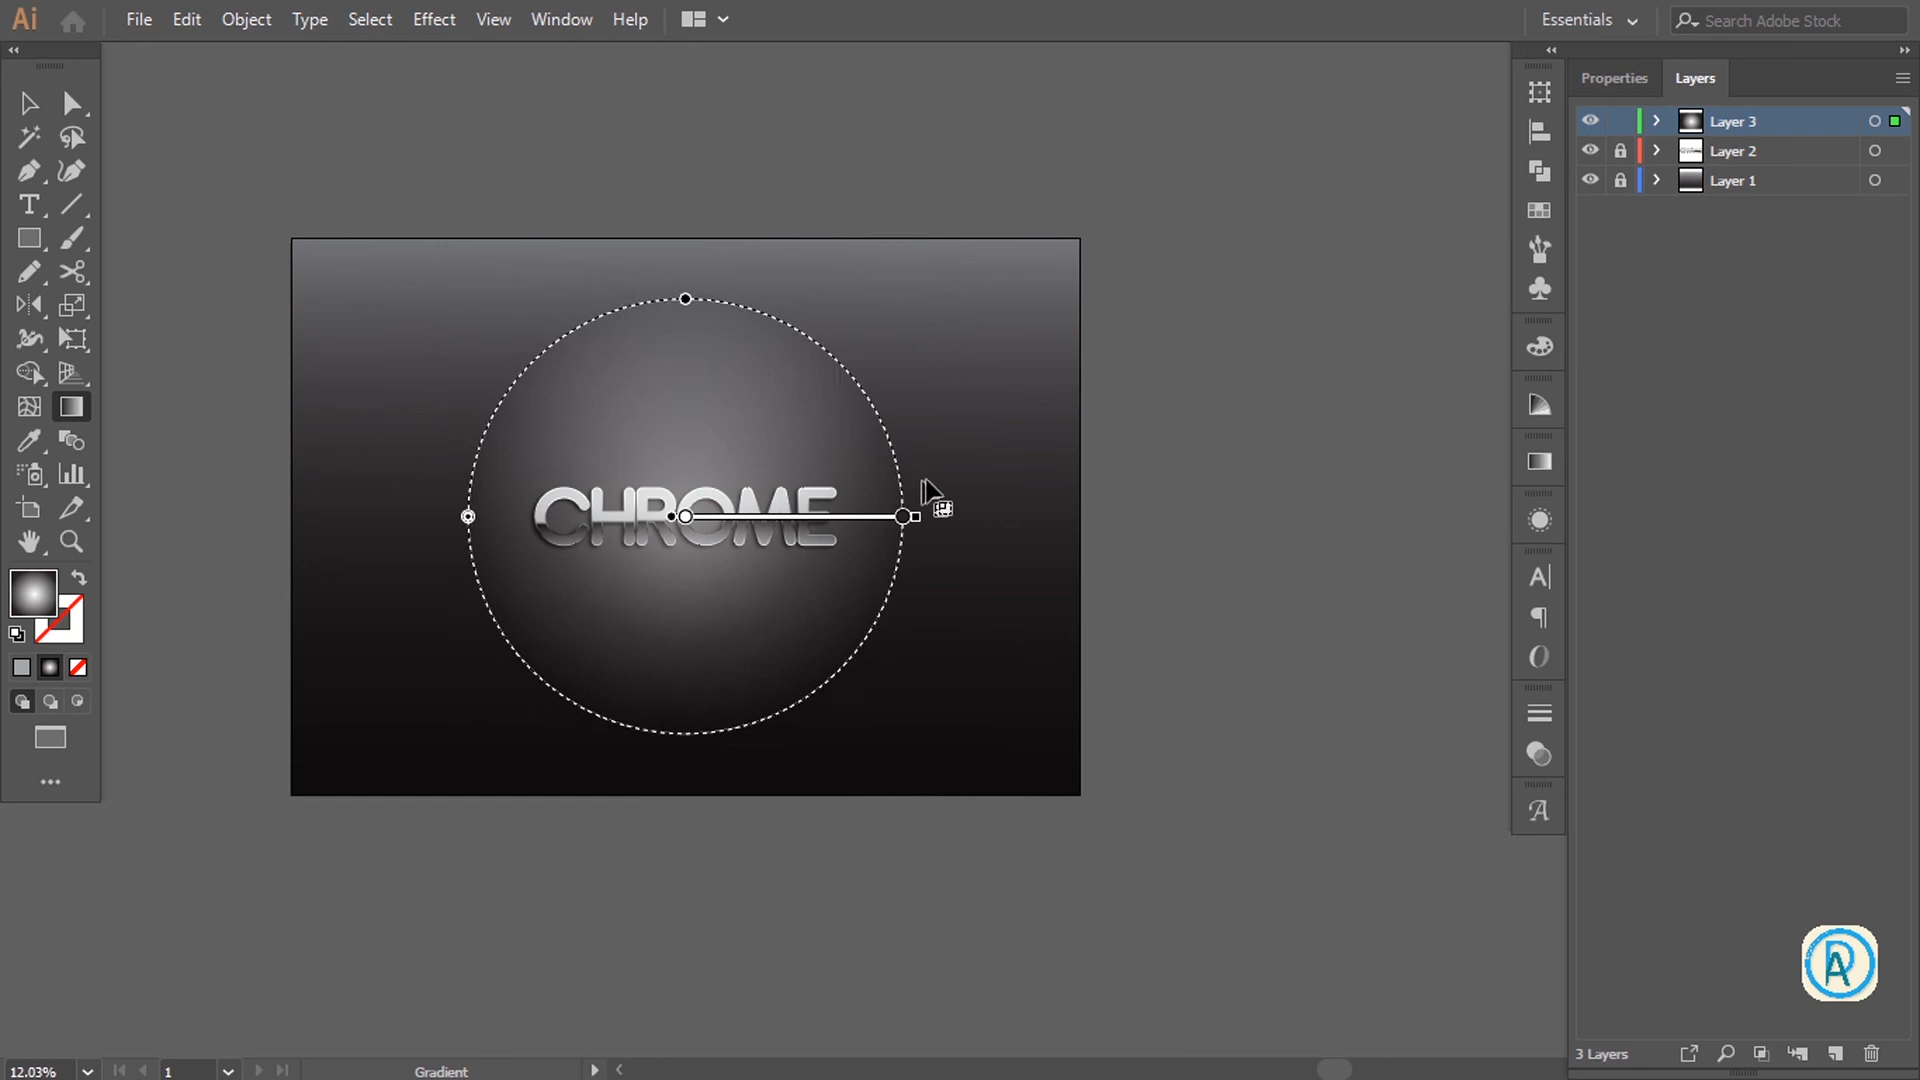 Ai File Edit Object Type Select Effect View Window Help Essentials Search Adobe Stock
Properties Layers
Layer 3
Layer 2
Layer 1
CHROME
3 Layers
12.03% 1 Gradient